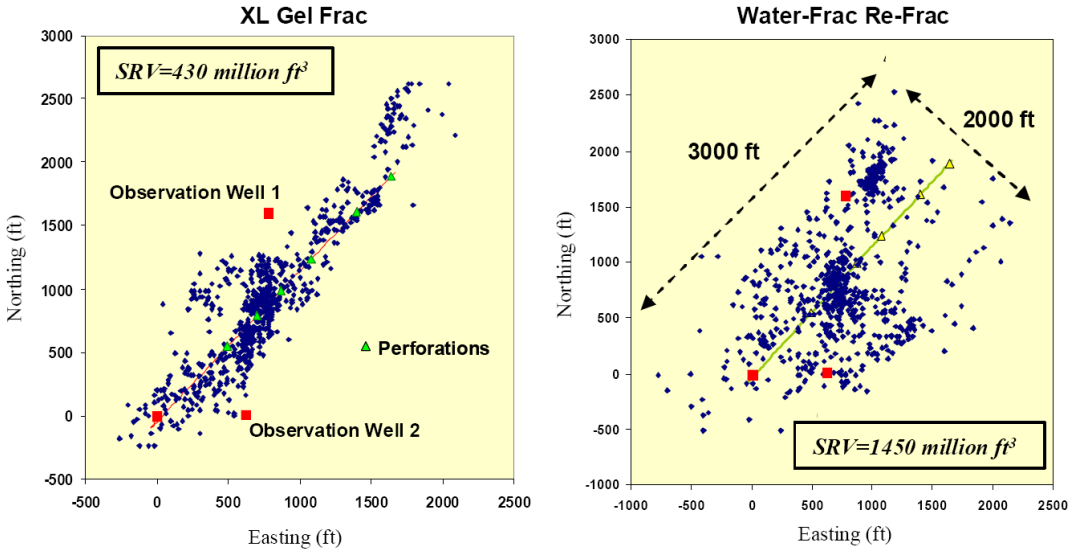 XL Gel Frac
SRV=430 million ft³
3000
2500
2000
1500
1000
500
0
-500
-500
0
500
1000
1500
2000
2500
Northing (ft)
Easting (ft)
Observation Well 1
Perforations
Observation Well 2
Water-Frac Re-Frac
3000
2500
2000
1500
1000
500
0
-500
-1000
-1000
-500
0
500
1000
1500
2000
2500
Northing (ft)
Easting (ft)
3000 ft
2000 ft
SRV=1450 million ft³